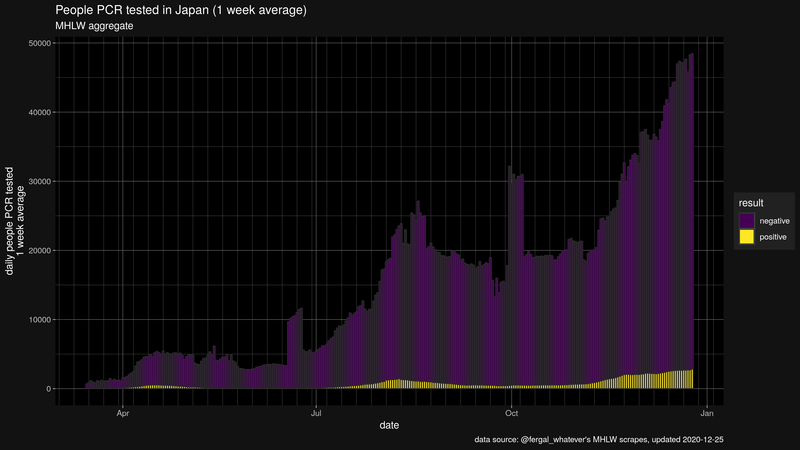 People PCR tested in Japan (1 week average)
MHLW aggregate
daily people PCR tested
1 week average
50000
40000
30000
20000
10000
0
Apr
Jul
Oct
Jan
date
result
negative
positive
data source: @fergal_whatever's MHLW scrapes, updated 2020-12-25